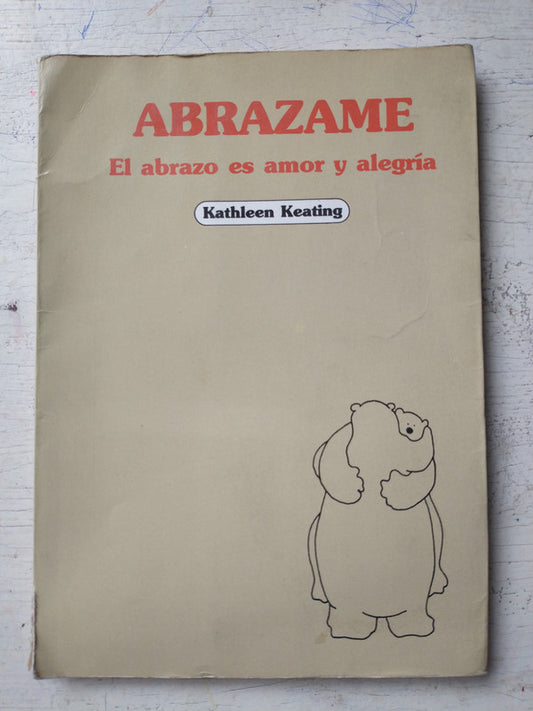 ABRAZAME
El abrazo es amor y alegría
Kathleen Keating